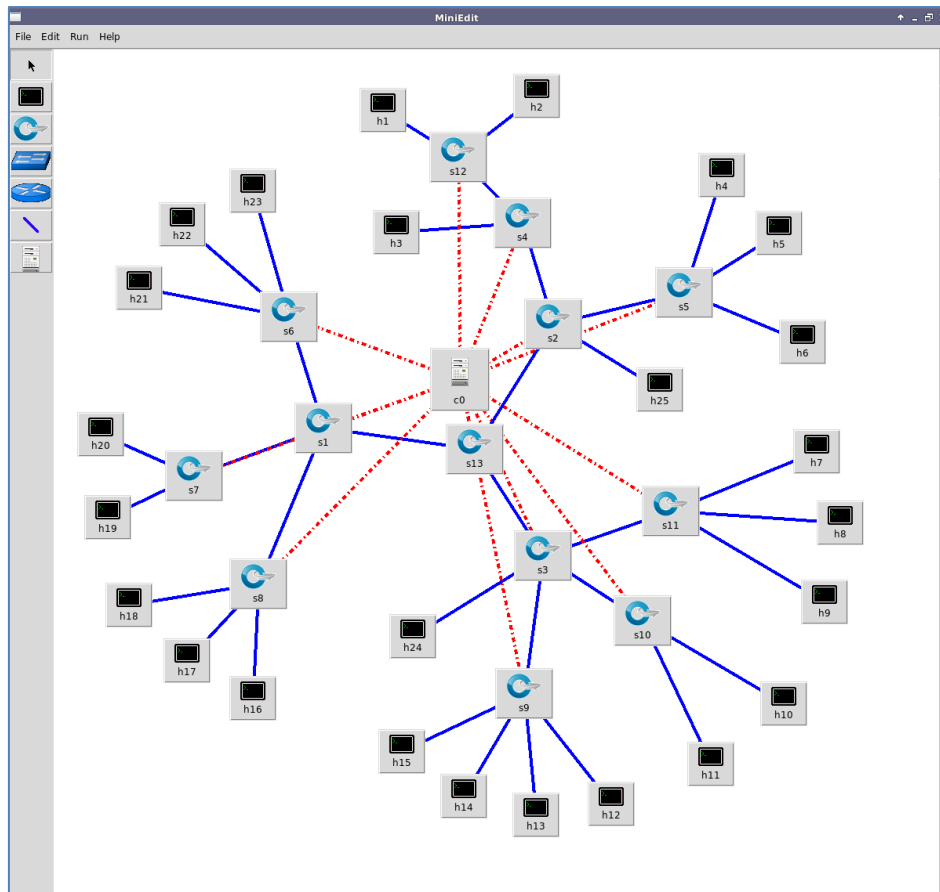 MiniEdit
File Edit Run Help
h1
h2
s12
h23
h4
h22
h3
s4
h5
h21
s6
s2
s5
h6
c0
h25
s1
s13
h20
h7
s7
s11
h19
h8
s3
s8
h18
h9
s10
h24
h17
h16
s9
h10
h15
h11
h14
h12
h13